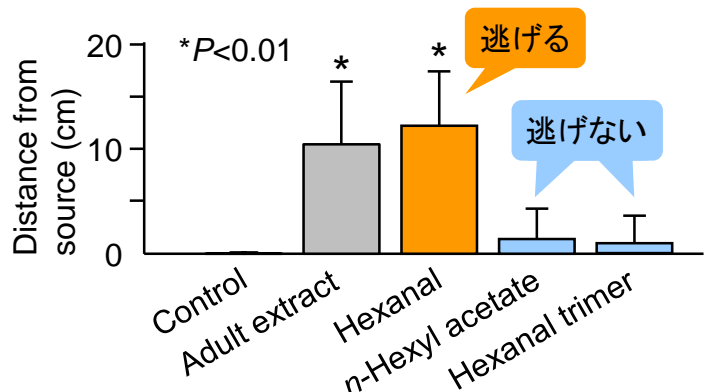 20
*P<0.01
*
*
逃げる
逃げない
Distance from
source (cm)
10
0
Control
Adult extract
Hexanal
n-Hexyl acetate
Hexanal trimer